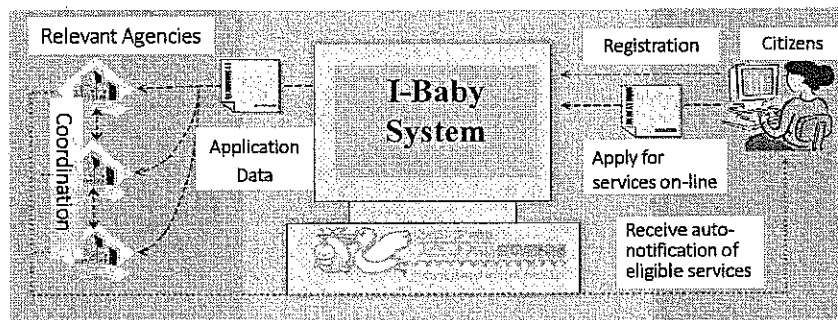 Relevant Agencies
Coordination
Application
Data
I-Baby
System
Registration
Citizens
Apply for
services on-line
Receive auto-
notification of
eligible services